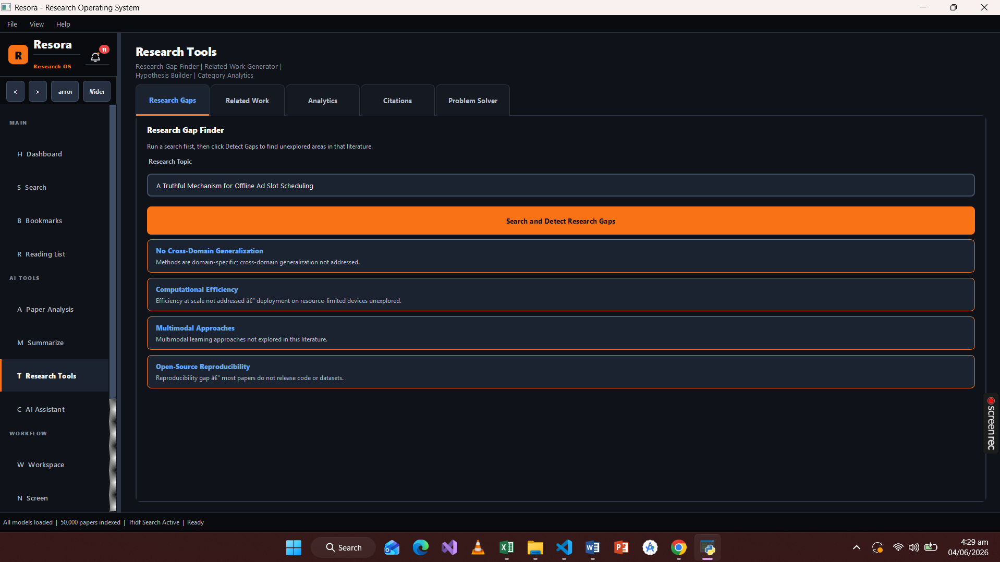 Resora - Research Operating System
File View Help
R
Resora
Research OS
11
< > arrov Wider
MAIN
H Dashboard
S Search
B Bookmarks
R Reading List
AI TOOLS
A Paper Analysis
M Summarize
T Research Tools
C AI Assistant
WORKFLOW
W Workspace
N Screen
Research Tools
Research Gap Finder | Related Work Generator |
Hypothesis Builder | Category Analytics
Research Gaps Related Work Analytics Citations Problem Solver
Research Gap Finder
Run a search first, then click Detect Gaps to find unexplored areas in that literature.
Research Topic
A Truthful Mechanism for Offline Ad Slot Scheduling
Search and Detect Research Gaps
No Cross-Domain Generalization
Methods are domain-specific; cross-domain generalization not addressed.
Computational Efficiency
Efficiency at scale not addressed â€“ deployment on resource-limited devices unexplored.
Multimodal Approaches
Multimodal learning approaches not explored in this literature.
Open-Source Reproducibility
Reproducibility gap â€“ most papers do not release code or datasets.
screenrec
All models loaded | 50,000 papers indexed | Tfidf Search Active | Ready
Search
4:29 am
04/06/2026